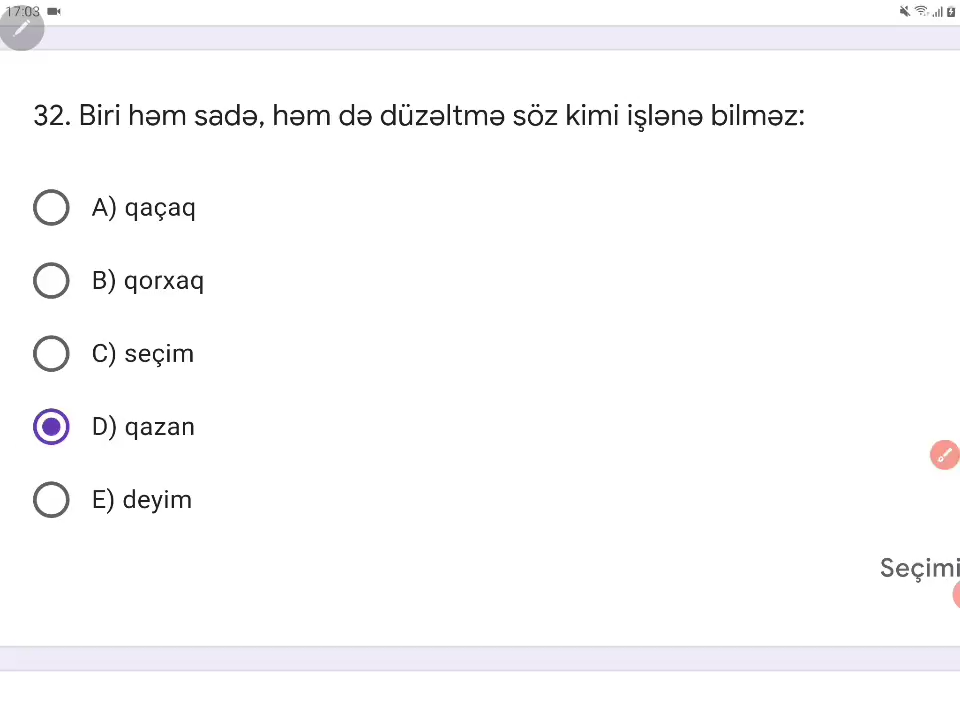 17:03
32. Biri həm sadə, həm də düzəltmə söz kimi işlənə bilməz:
A) qaçaq
B) qorxaq
C) seçim
D) qazan
E) deyim
Seçimi